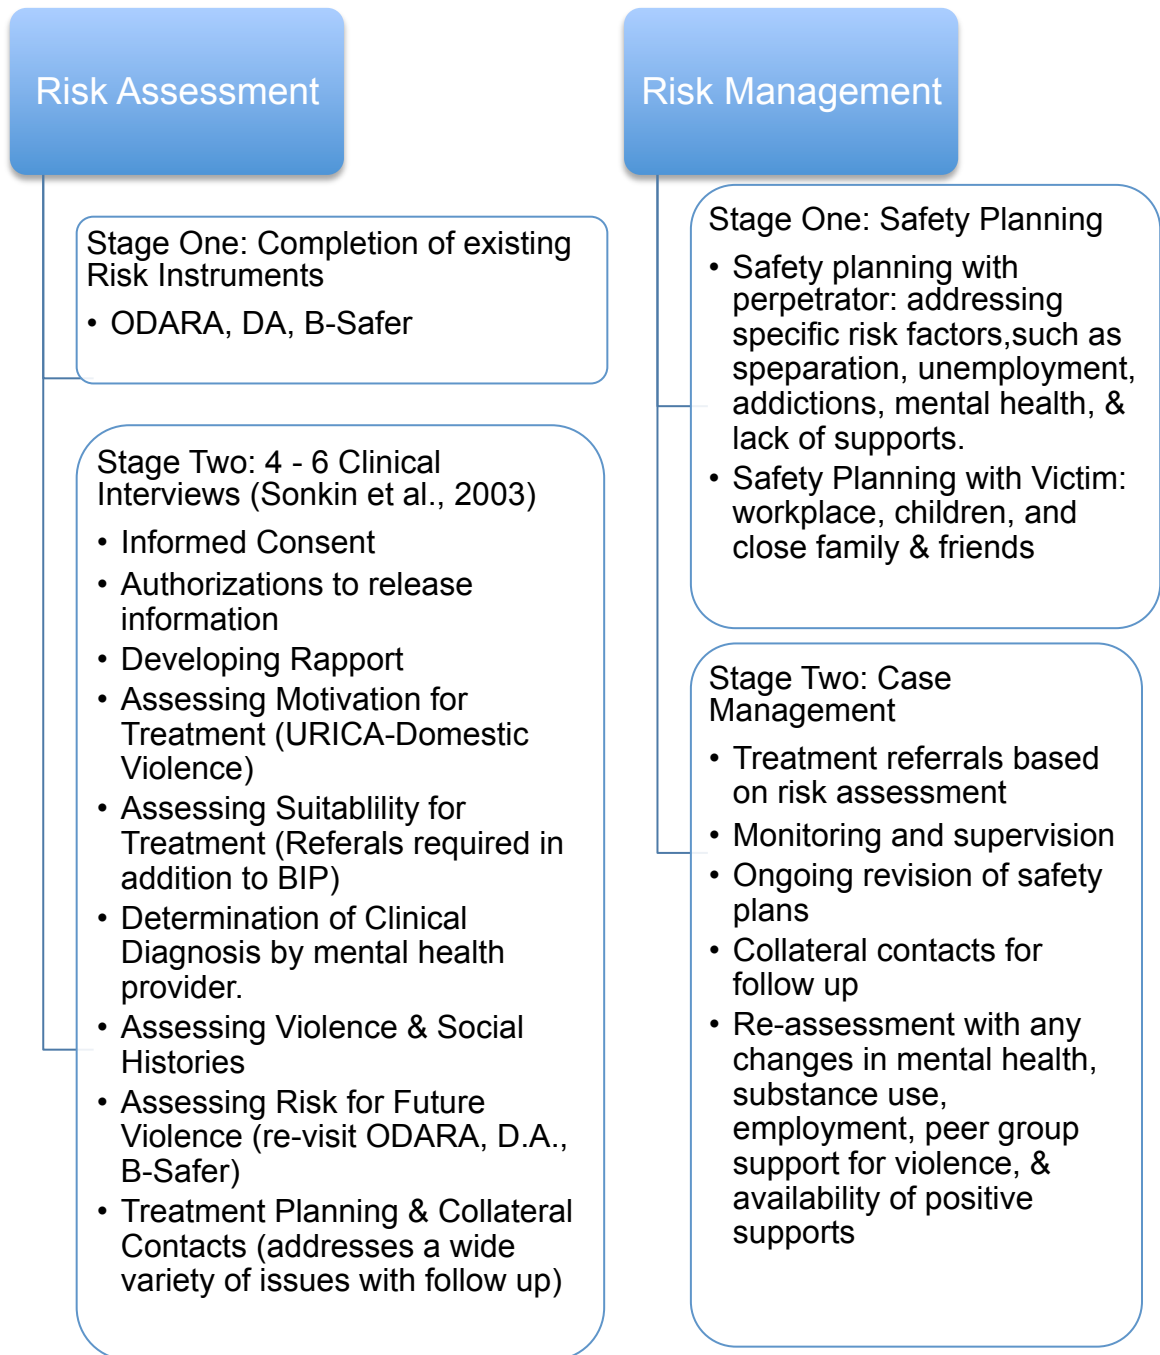 Risk Assessment
Stage One: Completion of existing
Risk Instruments
• ODARA, DA, B-Safer
Stage Two: 4 - 6 Clinical
Interviews (Sonkin et al., 2003)
• Informed Consent
• Authorizations to release
information
• Developing Rapport
• Assessing Motivation for
Treatment (URICA-Domestic
Violence)
• Assessing Suitablility for
Treatment (Referals required in
addition to BIP)
• Determination of Clinical
Diagnosis by mental health
provider.
• Assessing Violence & Social
Histories
• Assessing Risk for Future
Violence (re-visit ODARA, D.A.,
B-Safer)
• Treatment Planning & Collateral
Contacts (addresses a wide
variety of issues with follow up)
Risk Management
Stage One: Safety Planning
• Safety planning with
perpetrator: addressing
specific risk factors,such as
speparation, unemployment,
addictions, mental health, &
lack of supports.
• Safety Planning with Victim:
workplace, children, and
close family & friends
Stage Two: Case
Management
• Treatment referrals based
on risk assessment
• Monitoring and supervision
• Ongoing revision of safety
plans
• Collateral contacts for
follow up
• Re-assessment with any
changes in mental health,
substance use,
employment, peer group
support for violence, &
availability of positive
supports